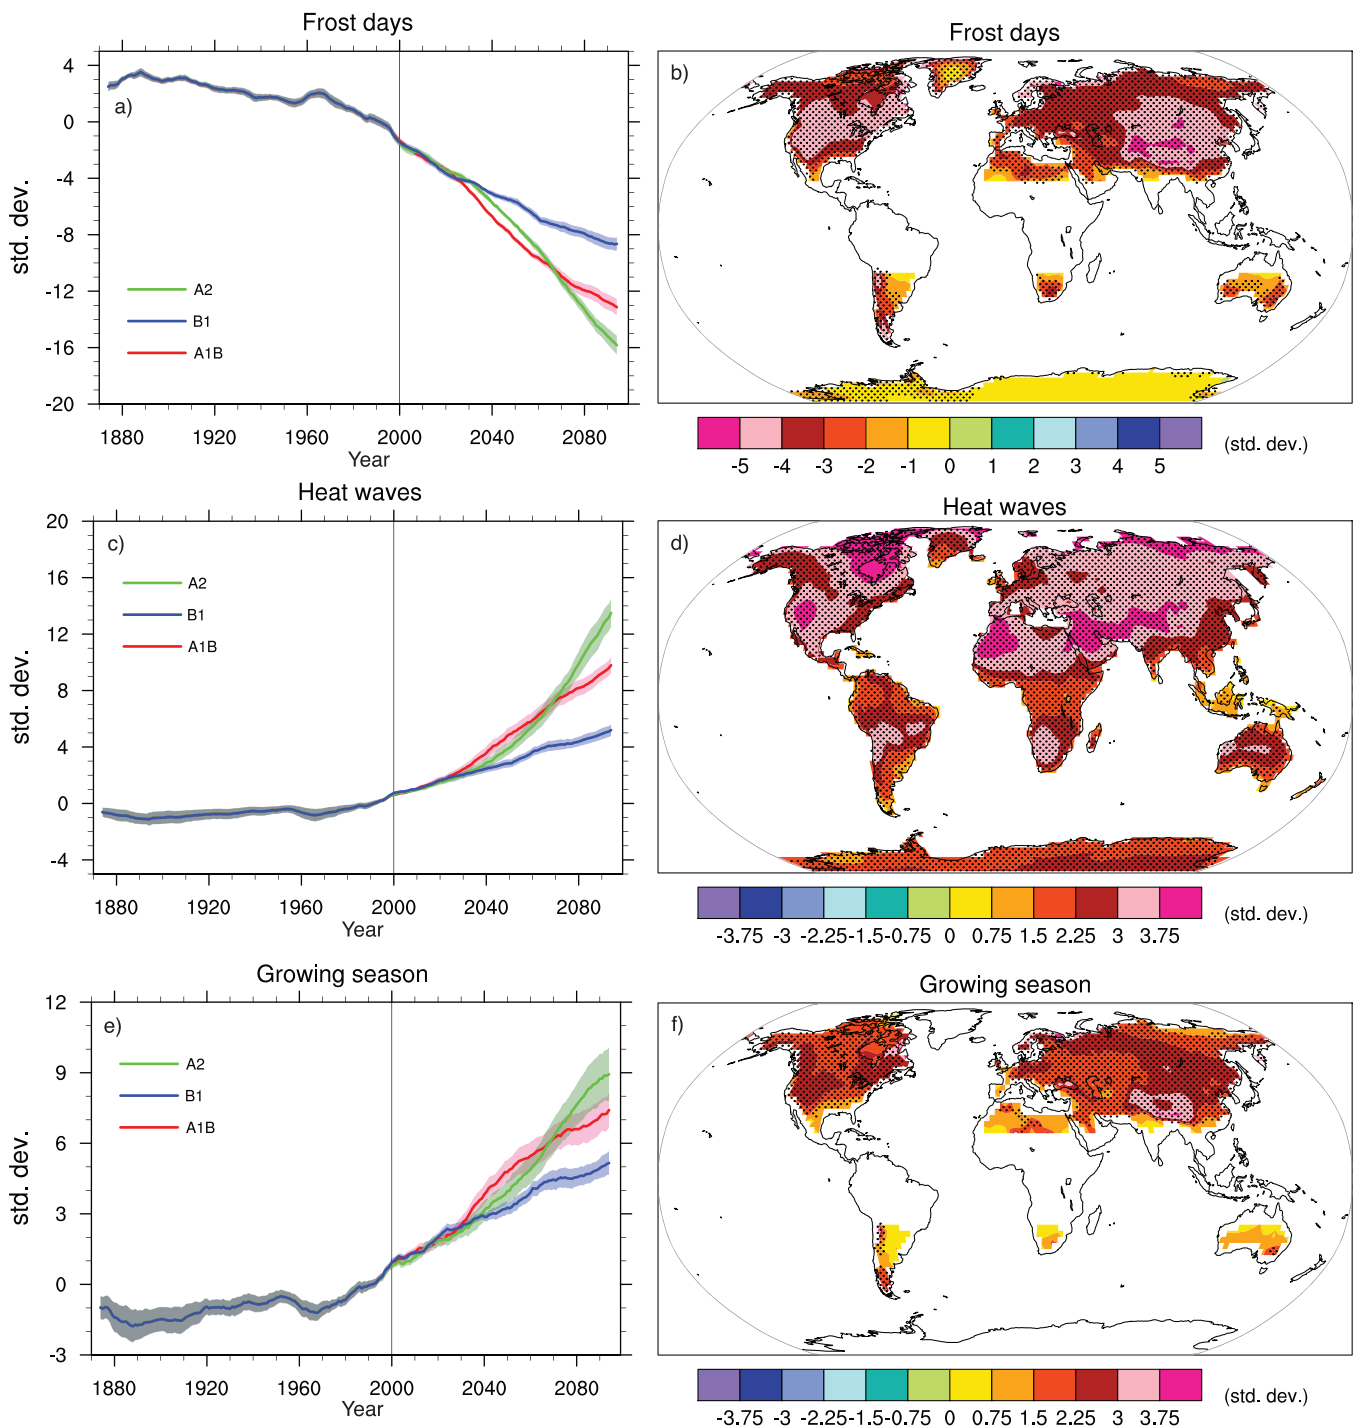 Frost days
4
0
-4
-8
-12
-16
-20
std. dev.
a)
A2
B1
A1B
1880 1920 1960 2000 2040 2080
Year
Frost days
b)
-5 -4 -3 -2 -1 0 1 2 3 4 5
(std. dev.)
Heat waves
20
16
12
8
4
0
-4
std. dev.
c)
A2
B1
A1B
1880 1920 1960 2000 2040 2080
Year
Heat waves
d)
-3.75 -3 -2.25 -1.5 -0.75 0 0.75 1.5 2.25 3 3.75
(std. dev.)
Growing season
12
9
6
3
0
-3
std. dev.
e)
A2
B1
A1B
1880 1920 1960 2000 2040 2080
Year
Growing season
f)
-3.75 -3 -2.25 -1.5 -0.75 0 0.75 1.5 2.25 3 3.75
(std. dev.)